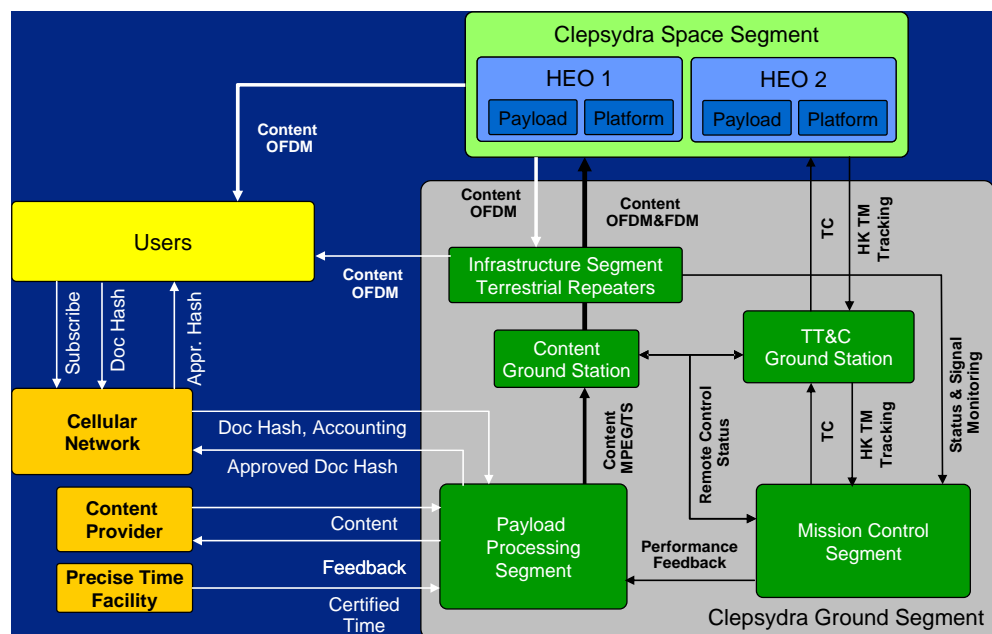 Clepsydra Space Segment
HEO 1
HEO 2
Payload
Platform
Payload
Platform
Content
OFDM
Content
OFDM
Content
OFDM&FDM
TC
HK TM
Tracking
Users
Content
OFDM
Infrastructure Segment
Terrestrial Repeaters
Subscribe
Doc Hash
Appr. Hash
Content
Ground Station
TT&C
Ground Station
Status & Signal
Monitoring
Cellular
Network
Doc Hash, Accounting
Approved Doc Hash
Content
MPEG/TS
Remote Control
Status
TC
HK TM
Tracking
Content
Provider
Content
Feedback
Payload
Processing
Segment
Performance
Feedback
Mission Control
Segment
Precise Time
Facility
Certified
Time
Clepsydra Ground Segment